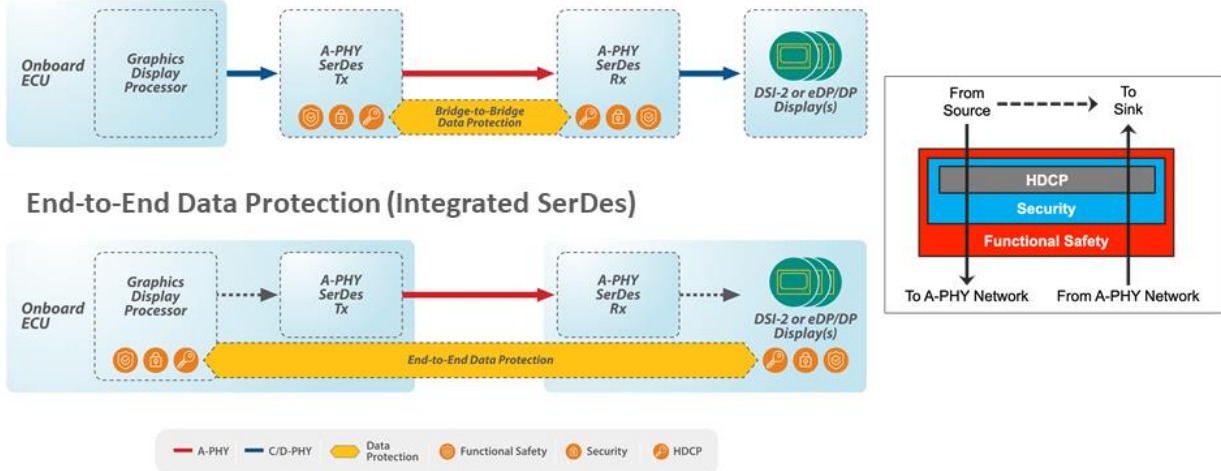 Onboard
ECU
Graphics
Display
Processor
A-PHY
SerDes
Tx
Bridge-to-Bridge
Data Protection
A-PHY
SerDes
Rx
DSI-2 or eDP/DP
Display(s)
From
Source
To
Sink
HDCP
Security
Functional Safety
To A-PHY Network
From A-PHY Network
End-to-End Data Protection (Integrated SerDes)
Onboard
ECU
Graphics
Display
Processor
A-PHY
SerDes
Tx
A-PHY
SerDes
Rx
DSI-2 or eDP/DP
Display(s)
End-to-End Data Protection
A-PHY
C/D-PHY
Data
Protection
Functional Safety
Security
HDCP